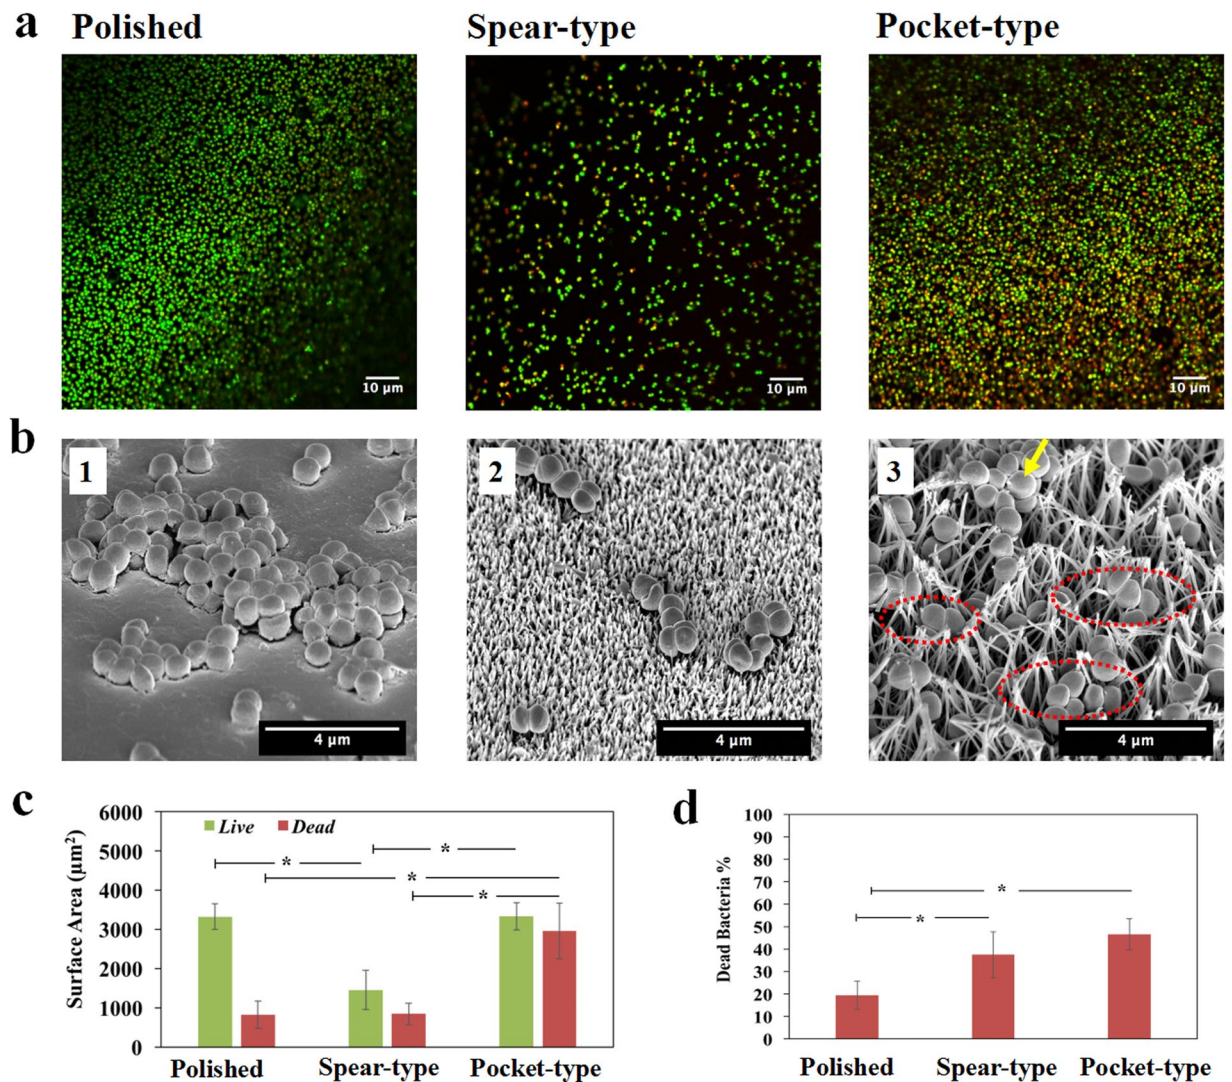 a
Polished
Spear-type
Pocket-type
10 μm
10 μm
10 μm
b
1
2
3
4 μm
4 μm
4 μm
c
Surface Area (μm²)
6000
5000
4000
3000
2000
1000
0
Live
Dead
*
*
*
*
Polished
Spear-type
Pocket-type
d
Dead Bacteria %
100
90
80
70
60
50
40
30
20
10
0
*
*
Polished
Spear-type
Pocket-type